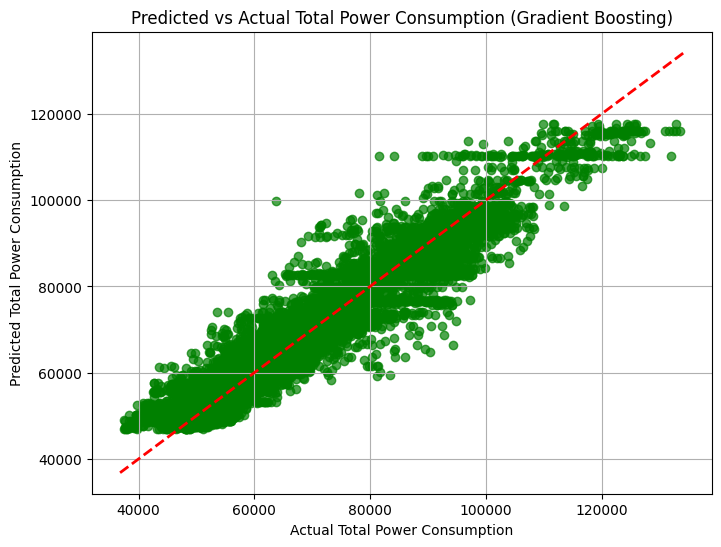 Predicted vs Actual Total Power Consumption (Gradient Boosting)
Predicted Total Power Consumption
120000
100000
80000
60000
40000
40000 60000 80000 100000 120000
Actual Total Power Consumption